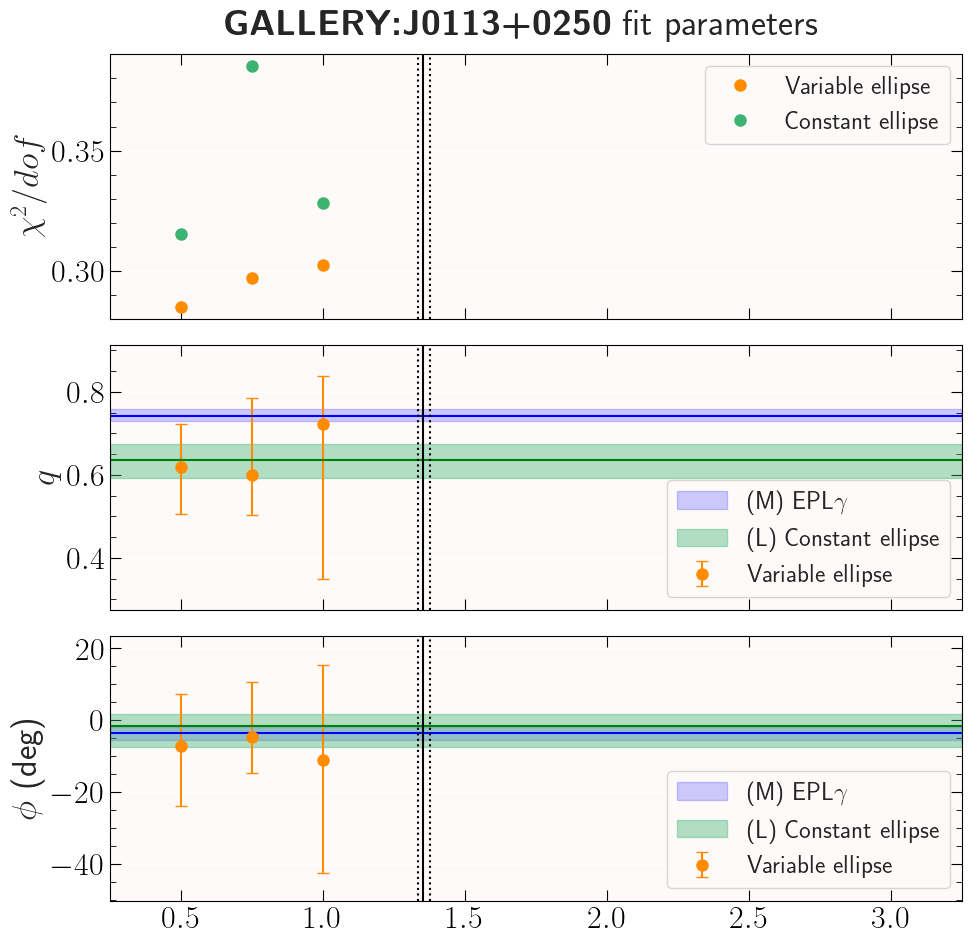 GALLERY:J0113+0250 fit parameters
χ²/dof
0.35
0.30
Variable ellipse
Constant ellipse
q
0.8
0.6
0.4
(M) EPLγ
(L) Constant ellipse
Variable ellipse
ϕ (deg)
20
0
−20
−40
(M) EPLγ
(L) Constant ellipse
Variable ellipse
0.5 1.0 1.5 2.0 2.5 3.0